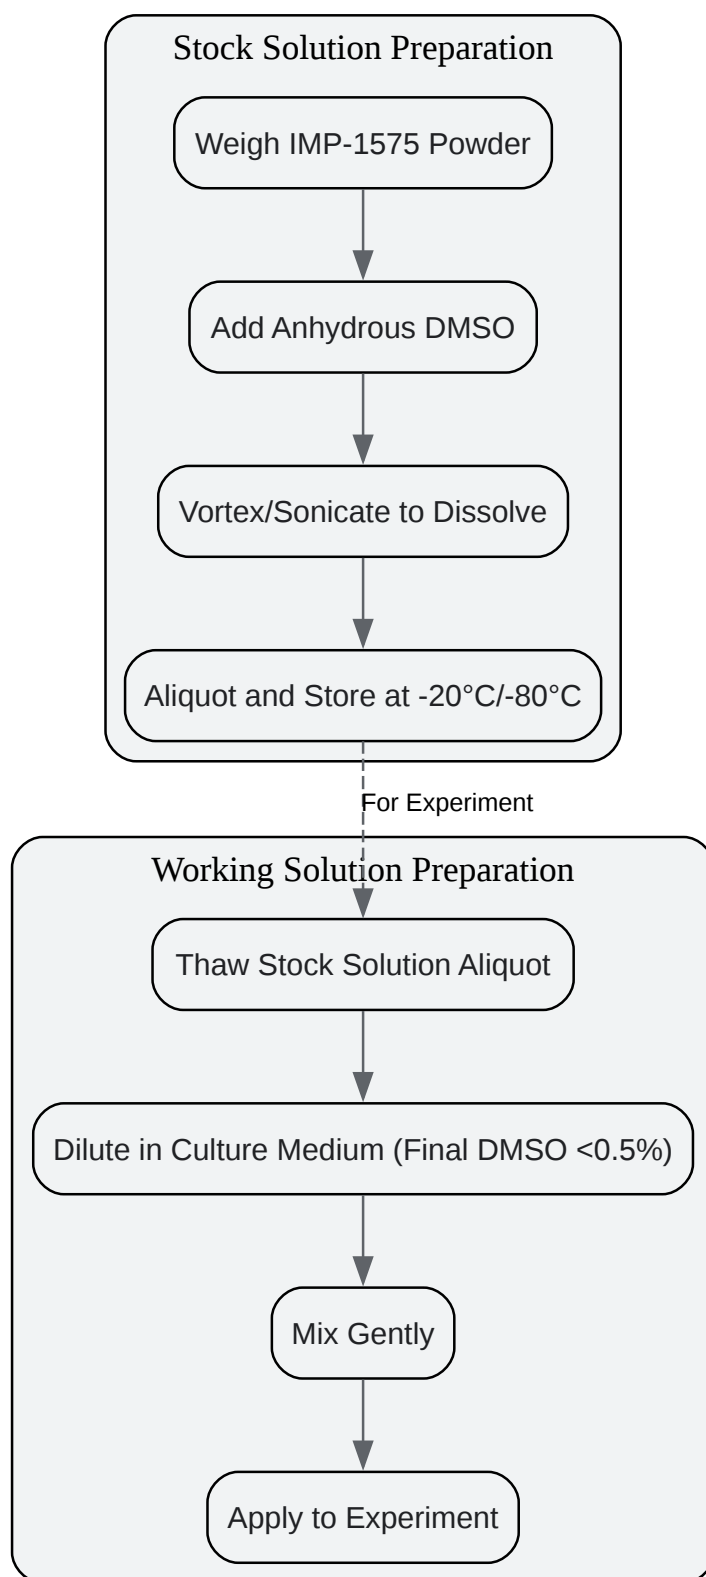 Stock Solution Preparation
Weigh IMP-1575 Powder
Add Anhydrous DMSO
Vortex/Sonicate to Dissolve
Aliquot and Store at -20°C/-80°C
For Experiment
Working Solution Preparation
Thaw Stock Solution Aliquot
Dilute in Culture Medium (Final DMSO <0.5%)
Mix Gently
Apply to Experiment